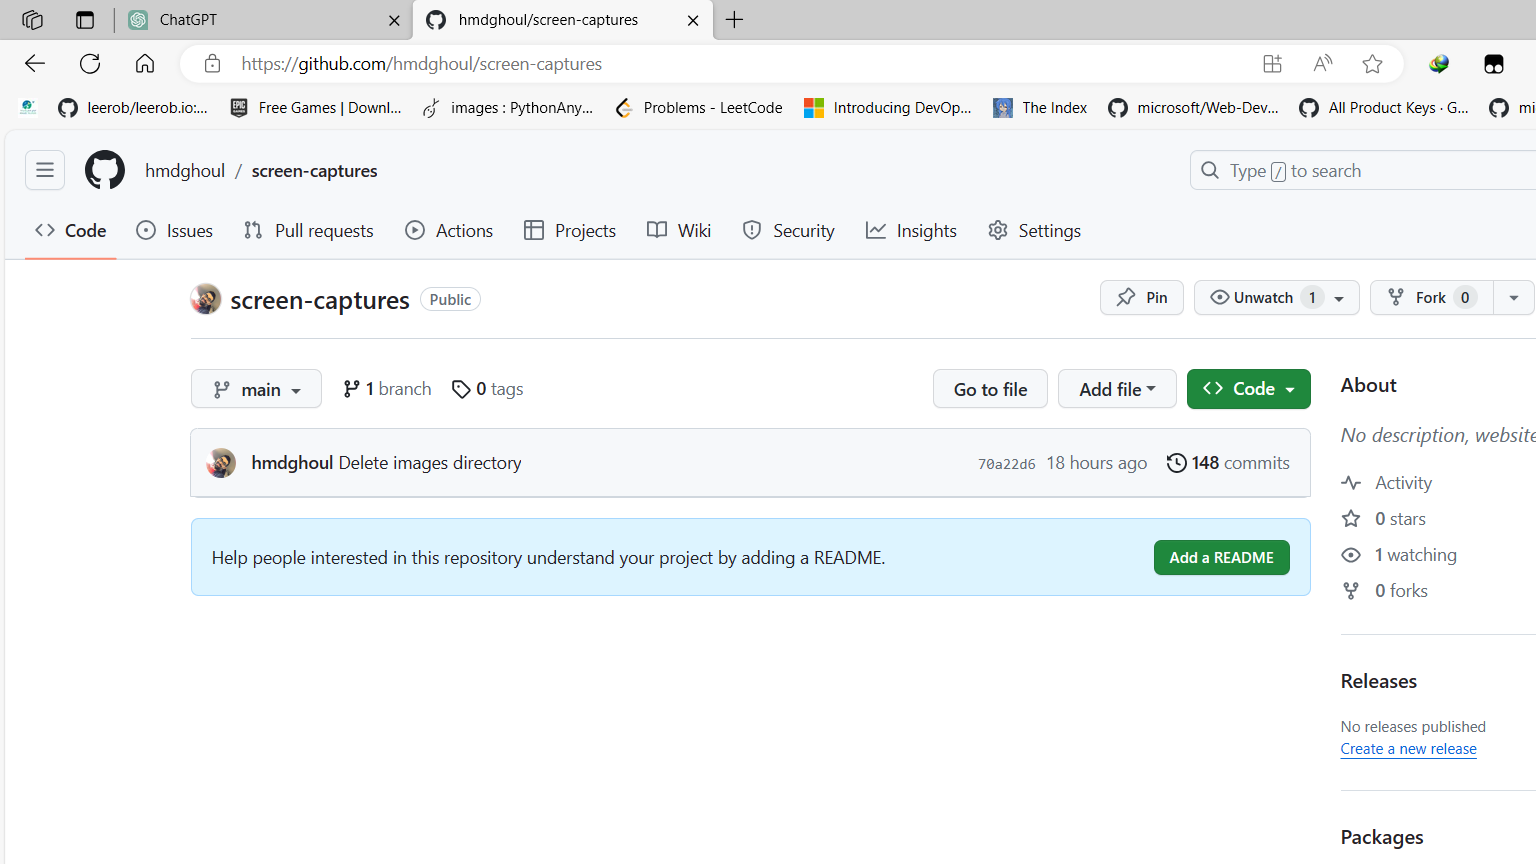 ChatGPT
hmdghoul/screen-captures
https://github.com/hmdghoul/screen-captures
leerob/leerob.io:...
EPIC GAMES
Free Games | Downl...
images : PythonAny...
Problems - LeetCode
Introducing DevOp...
The Index
microsoft/Web-Dev...
All Product Keys · G...
mi
hmdghoul / screen-captures
Type / to search
Code
Issues
Pull requests
Actions
Projects
Wiki
Security
Insights
Settings
screen-captures Public
Pin
Unwatch 1
Fork 0
main
1 branch
0 tags
Go to file
Add file
Code
About
No description, website
hmdghoul Delete images directory
70a22d6 18 hours ago
148 commits
Activity
0 stars
1 watching
0 forks
Help people interested in this repository understand your project by adding a README.
Add a README
Releases
No releases published
Create a new release
Packages